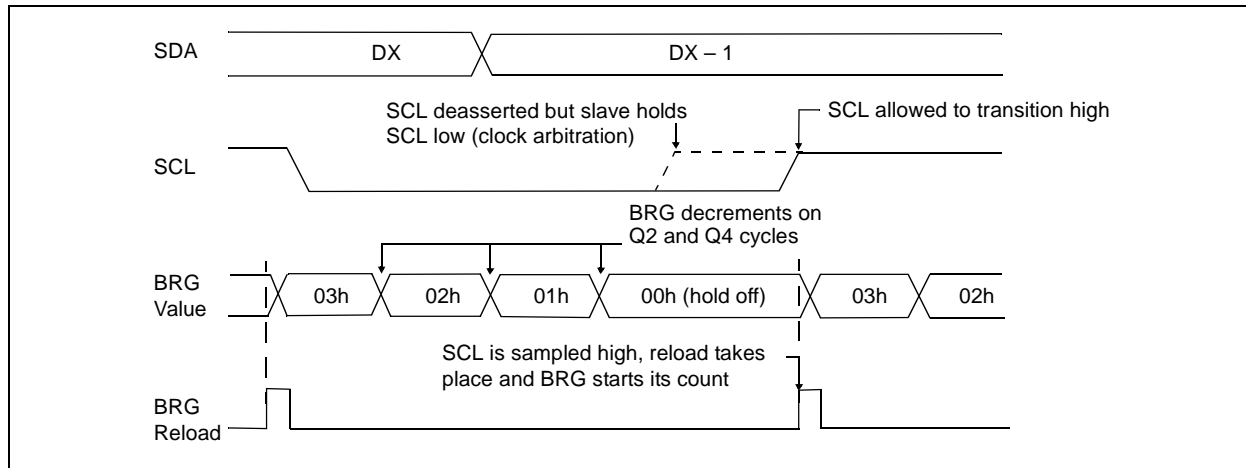 SDA
DX
DX – 1
SCL deasserted but slave holds
SCL low (clock arbitration)
SCL allowed to transition high
SCL
BRG decrements on
Q2 and Q4 cycles
BRG
Value
03h
02h
01h
00h (hold off)
03h
02h
SCL is sampled high, reload takes
place and BRG starts its count
BRG
Reload